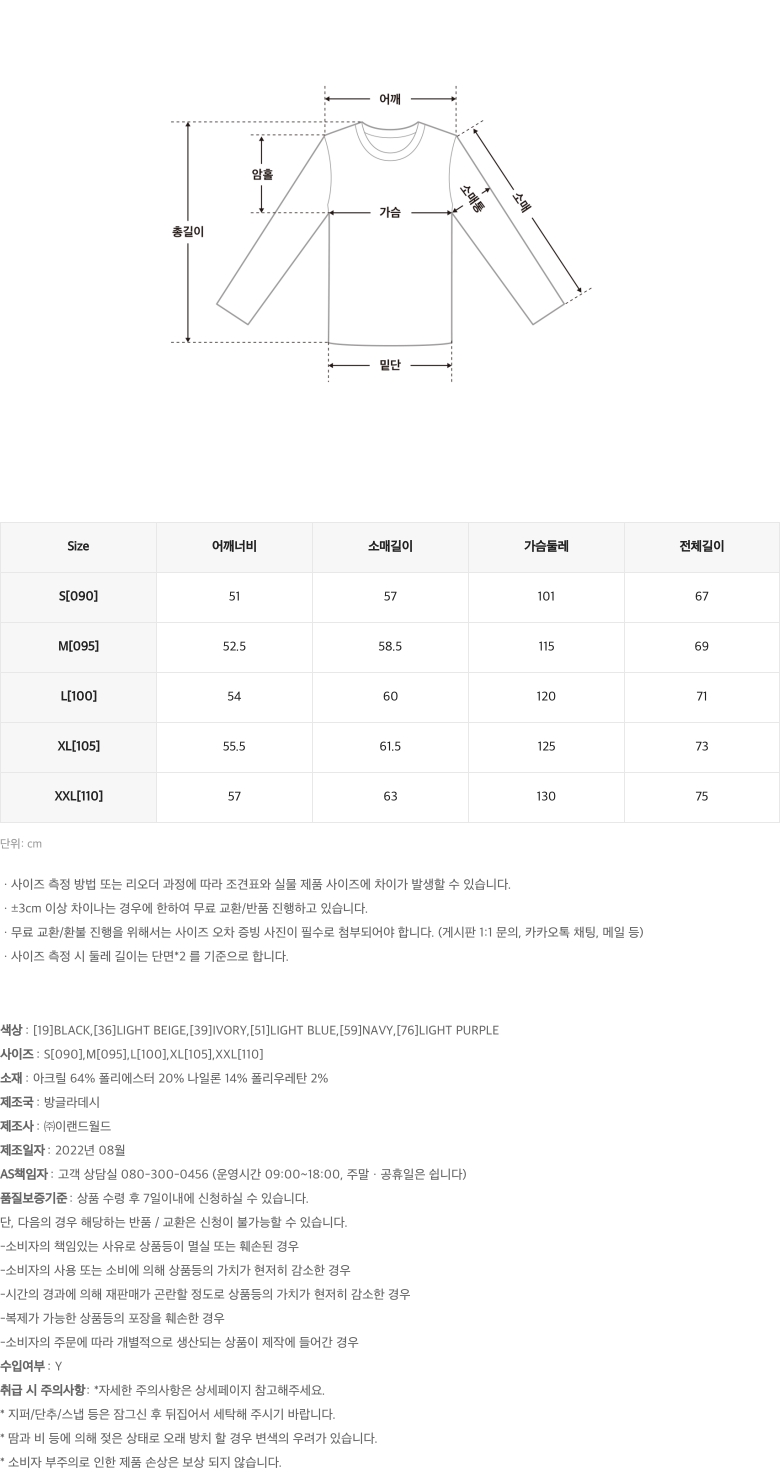 어깨
암홀
소매통
소매
가슴
총길이
밑단
Size 어깨너비 소매길이 가슴둘레 전체길이
S[090] 51 57 101 67
M[095] 52.5 58.5 115 69
L[100] 54 60 120 71
XL[105] 55.5 61.5 125 73
XXL[110] 57 63 130 75
단위: cm
· 사이즈 측정 방법 또는 리오더 과정에 따라 조견표와 실물 제품 사이즈에 차이가 발생할 수 있습니다.
· ±3cm 이상 차이나는 경우에 한하여 무료 교환/반품 진행하고 있습니다.
· 무료 교환/환불 진행을 위해서는 사이즈 오차 증빙 사진이 필수로 첨부되어야 합니다. (게시판 1:1 문의, 카카오톡 채팅, 메일 등)
· 사이즈 측정 시 둘레 길이는 단면*2 를 기준으로 합니다.
색상 : [19]BLACK,[36]LIGHT BEIGE,[39]IVORY,[51]LIGHT BLUE,[59]NAVY,[76]LIGHT PURPLE
사이즈 : S[090],M[095],L[100],XL[105],XXL[110]
소재 : 아크릴 64% 폴리에스터 20% 나일론 14% 폴리우레탄 2%
제조국 : 방글라데시
제조사 : ㈜이랜드월드
제조일자 : 2022년 08월
AS책임자 : 고객 상담실 080-300-0456 (운영시간 09:00~18:00, 주말 · 공휴일은 쉽니다)
품질보증기준 : 상품 수령 후 7일이내에 신청하실 수 있습니다.
단, 다음의 경우 해당하는 반품 / 교환은 신청이 불가능할 수 있습니다.
-소비자의 책임있는 사유로 상품등이 멸실 또는 훼손된 경우
-소비자의 사용 또는 소비에 의해 상품등의 가치가 현저히 감소한 경우
-시간의 경과에 의해 재판매가 곤란할 정도로 상품등의 가치가 현저히 감소한 경우
-복제가 가능한 상품등의 포장을 훼손한 경우
-소비자의 주문에 따라 개별적으로 생산되는 상품이 제작에 들어간 경우
수입여부 : Y
취급 시 주의사항 : *자세한 주의사항은 상세페이지 참고해주세요.
* 지퍼/단추/스냅 등은 잠그신 후 뒤집어서 세탁해 주시기 바랍니다.
* 땀과 비 등에 의해 젖은 상태로 오래 방치 할 경우 변색의 우려가 있습니다.
* 소비자 부주의로 인한 제품 손상은 보상 되지 않습니다.